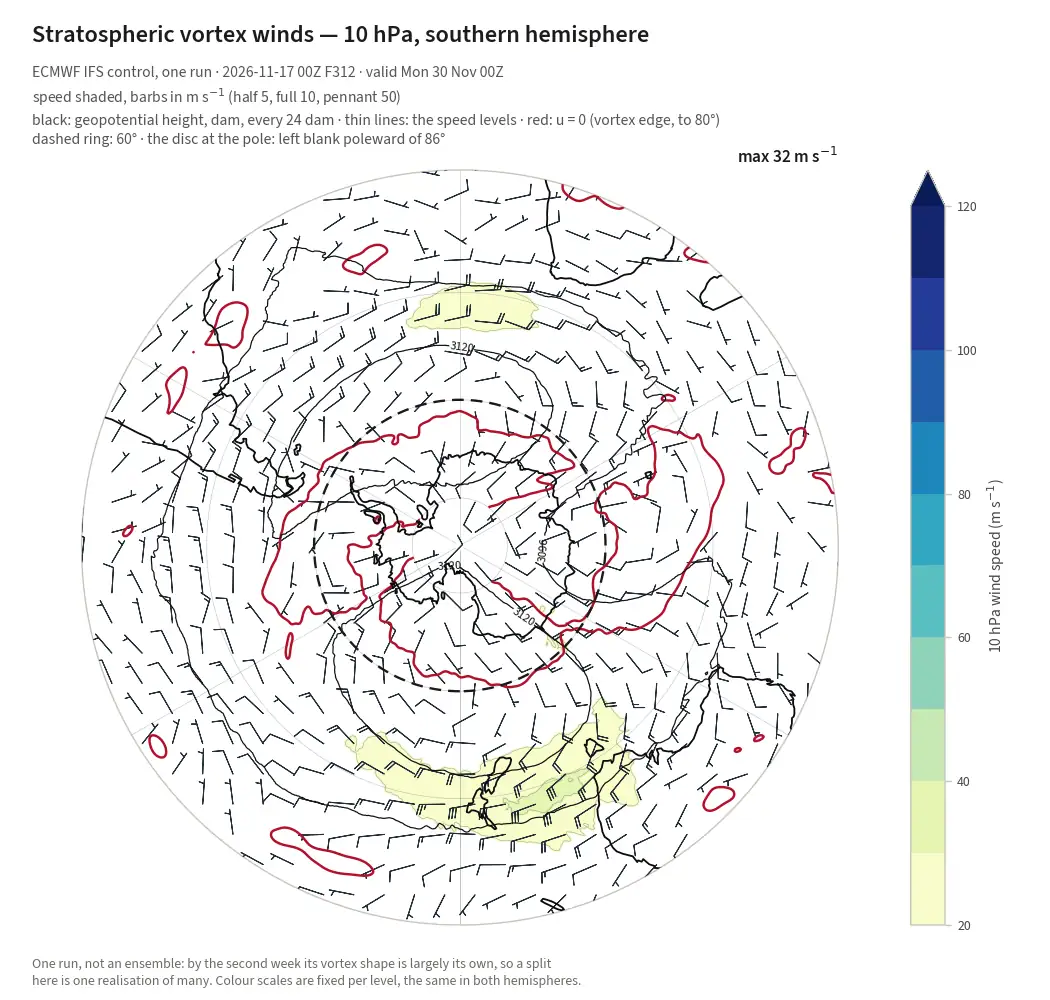 Stratospheric vortex winds — 10 hPa, southern hemisphere
ECMWF IFS control, one run · 2026-11-17 00Z F312 · valid Mon 30 Nov 00Z
speed shaded, barbs in m s⁻¹ (half 5, full 10, pennant 50)
black: geopotential height, dam, every 24 dam · thin lines: the speed levels · red: u = 0 (vortex edge, to 80°)
dashed ring: 60° · the disc at the pole: left blank poleward of 86°
max 32 m s⁻¹
120
100
80
60
40
20
10 hPa wind speed (m s⁻¹)
3120
3096
3120
3120
One run, not an ensemble: by the second week its vortex shape is largely its own, so a split
here is one realisation of many. Colour scales are fixed per level, the same in both hemispheres.